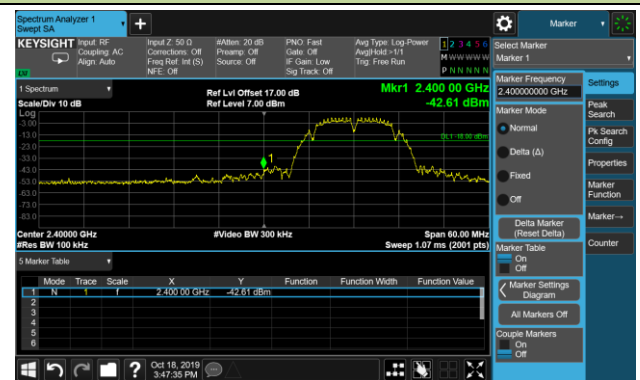 Spectrum Analyzer 1
Swept SA
Marker
KEYSIGHT
Input: RF
Coupling: AC
Align: Auto
Input Z: 50 Ω
Corrections: Off
Freq Ref: Int (S)
NFE: Off
#Atten: 20 dB
Preamp: Off
Source: Off
PNO: Fast
Gate: Off
IF Gain: Low
Sig Track: Off
Avg Type: Log-Power
Avg|Hold:>1/1
Trig: Free Run
1 2 3 4 5 6
M W W W W W
P N N N N N
LW
1 Spectrum
Scale/Div 10 dB
Log
Ref Lvl Offset 17.00 dB
Ref Level 7.00 dBm
Mkr1 2.400 00 GHz
-42.61 dBm
-3.00
-13.0
-23.0
-33.0
-43.0
-53.0
-63.0
-73.0
-83.0
1
Center 2.40000 GHz
#Res BW 100 kHz
#Video BW 300 kHz
Span 60.00 MHz
Sweep 1.07 ms (2001 pts)
5 Marker Table
Mode Trace Scale X Y Function Function Width Function Value
1 N 1 f 2.400 00 GHz -42.61 dBm
2
3
4
5
6
Oct 18, 2019
3:47:35 PM
Select Marker
Marker 1
Marker Frequency
2.400000000 GHz
Marker Mode
Normal
Delta (Δ)
Fixed
Off
Delta Marker
(Reset Delta)
Marker Table
On
Off
Marker Settings
Diagram
All Markers Off
Couple Markers
On
Off
Settings
Peak
Search
Pk Search
Config
Properties
Marker
Function
Marker→
Counter